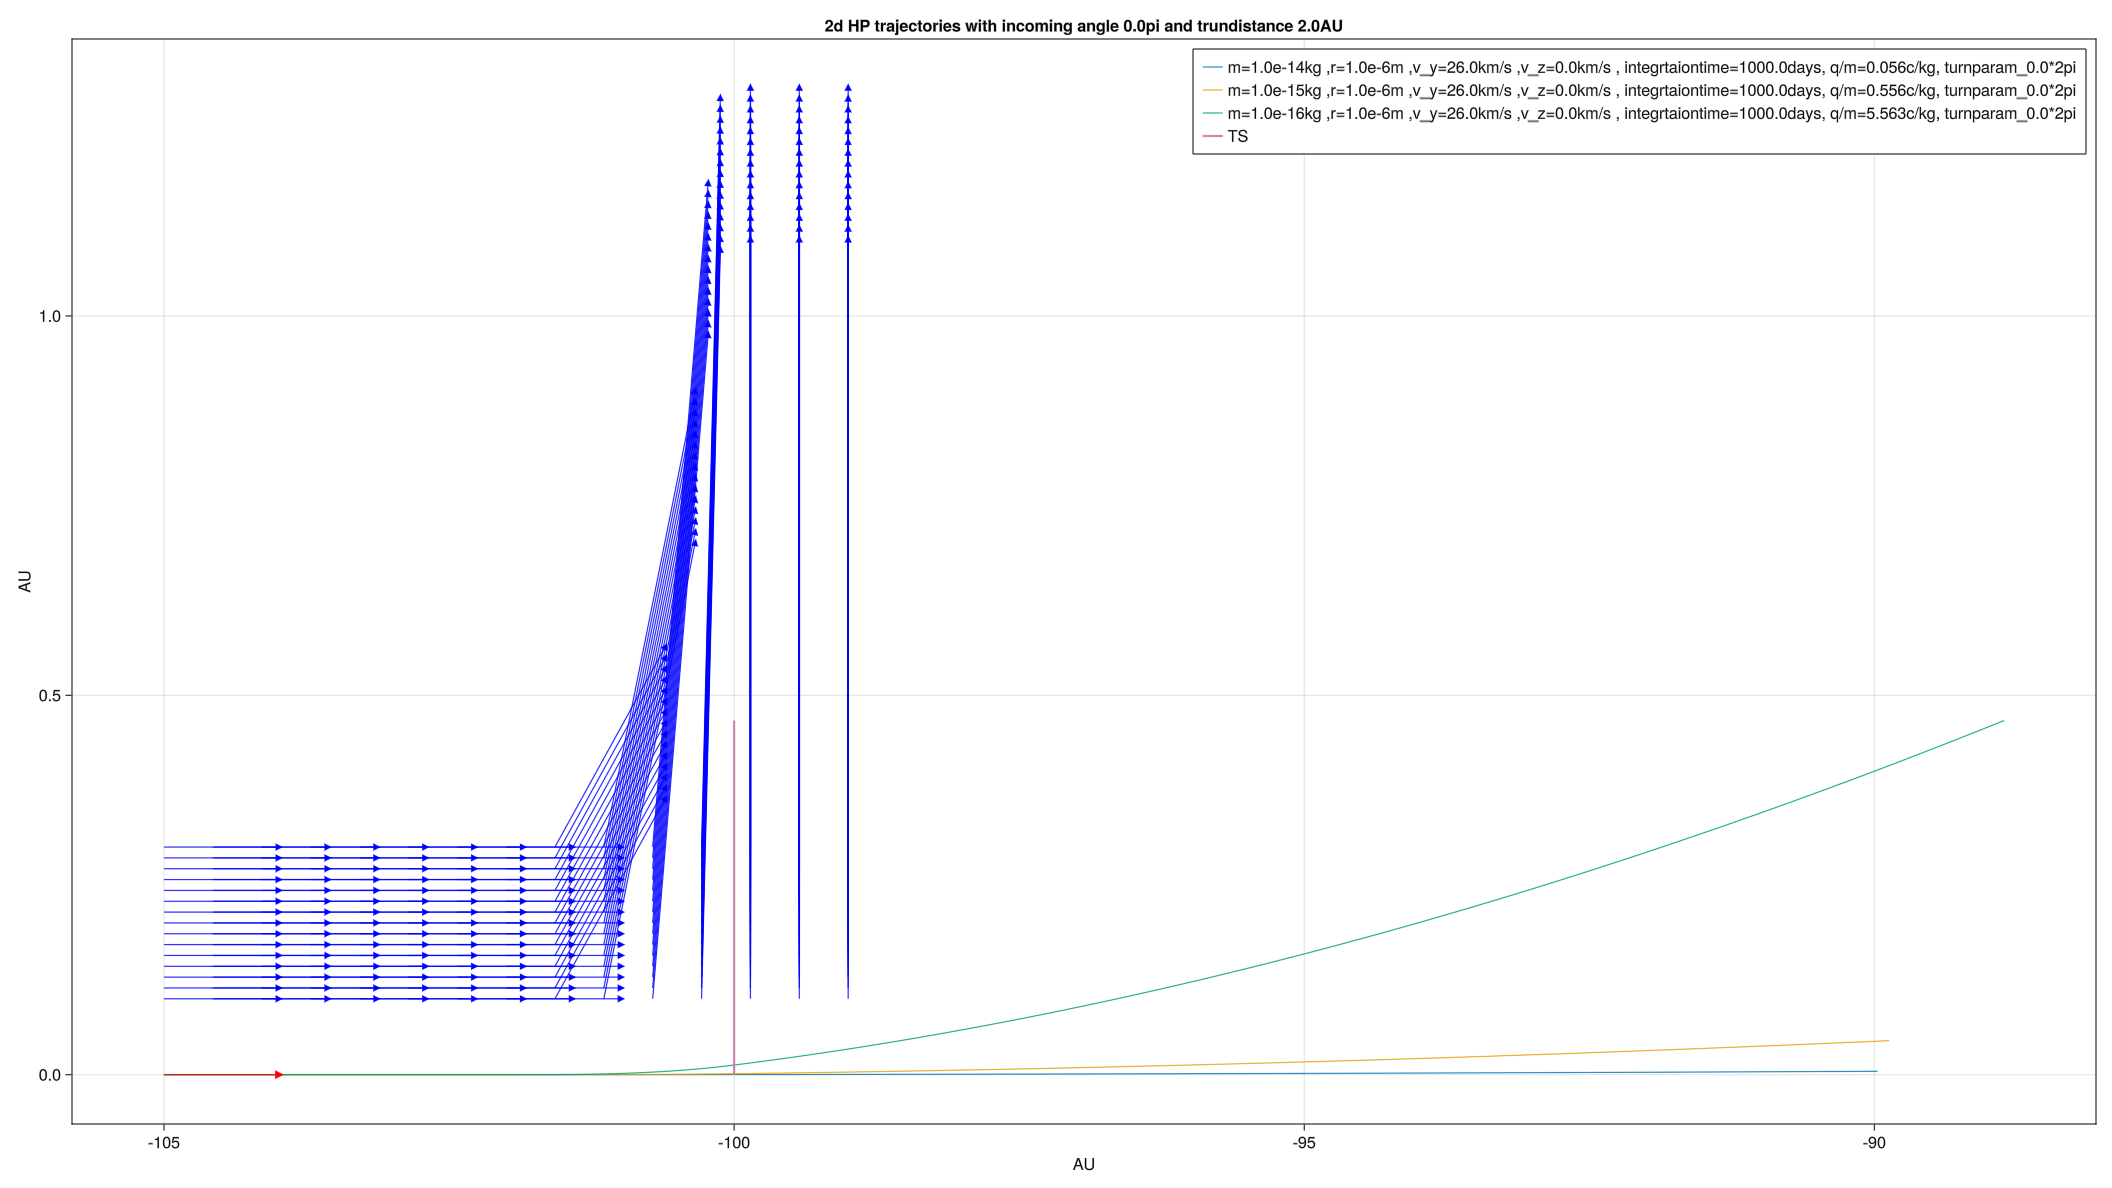 2d HP trajectories with incoming angle 0.0pi and trundistance 2.0AU
m=1.0e-14kg ,r=1.0e-6m ,v_y=26.0km/s ,v_z=0.0km/s , integrtaiontime=1000.0days, q/m=0.056c/kg, turnparam_0.0*2pi
m=1.0e-15kg ,r=1.0e-6m ,v_y=26.0km/s ,v_z=0.0km/s , integrtaiontime=1000.0days, q/m=0.556c/kg, turnparam_0.0*2pi
m=1.0e-16kg ,r=1.0e-6m ,v_y=26.0km/s ,v_z=0.0km/s , integrtaiontime=1000.0days, q/m=5.563c/kg, turnparam_0.0*2pi
TS
1.0
AU
0.5
0.0
-105
-100
-95
-90
AU